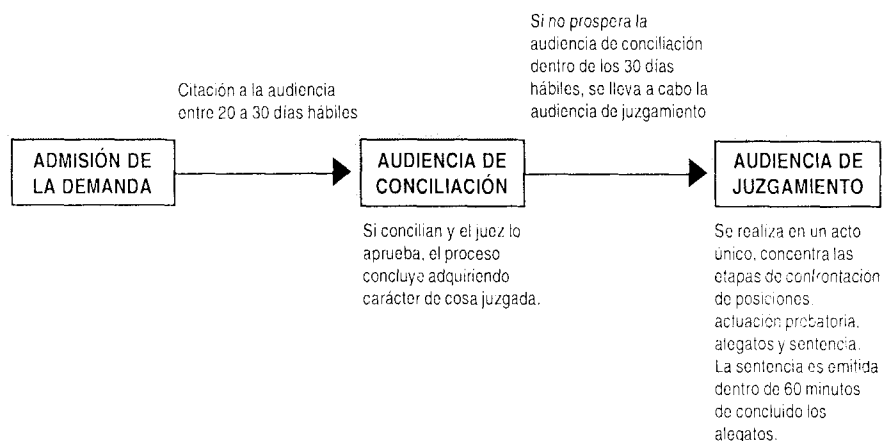 Si no prospera la
audiencia de conciliación
dentro de los 30 días
hábiles, se lleva a cabo la
audiencia de juzgamiento
Citación a la audiencia
entre 20 a 30 días hábiles
ADMISIÓN DE
LA DEMANDA
AUDIENCIA DE
CONCILIACIÓN
AUDIENCIA DE
JUZGAMIENTO
Si concilian y el juez lo
aprueba, el proceso
concluye adquiriendo
carácter de cosa juzgada.
Se realiza en un acto
único, concentra las
etapas de confrontación
de posiciones,
actuación probatoria,
alegatos y sentencia.
La sentencia es emitida
dentro de 60 minutos
de concluido los
alegatos.